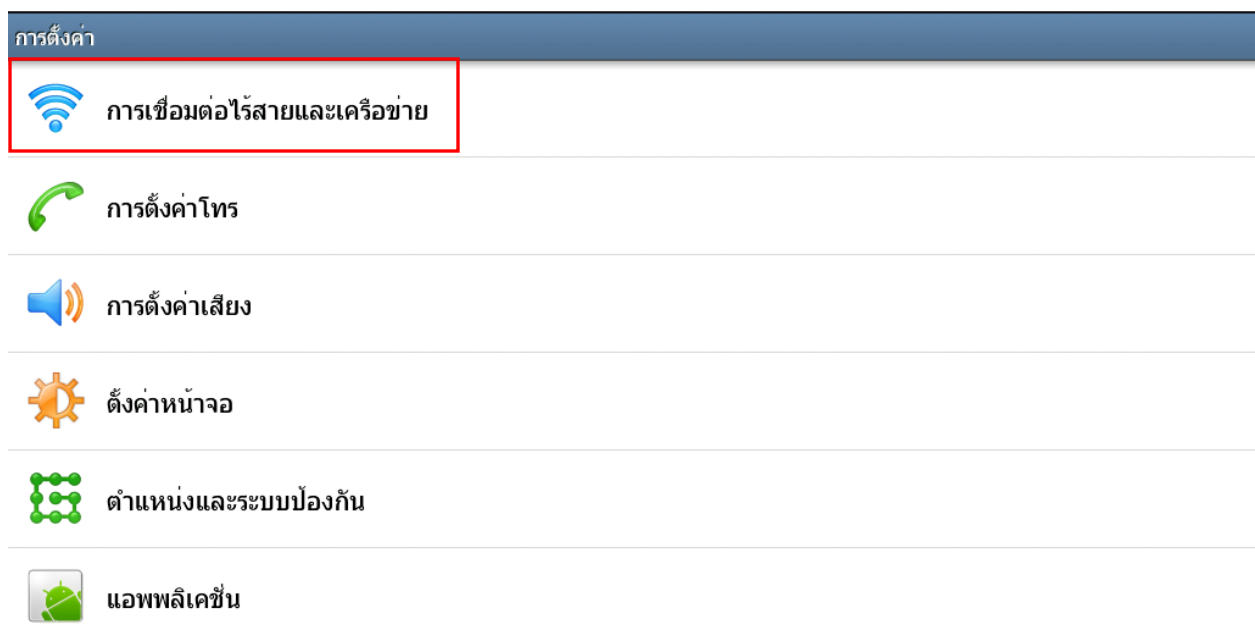 การตั้งค่า
การเชื่อมต่อไร้สายและเครือข่าย
การตั้งค่าโทร
การตั้งค่าเสียง
ตั้งค่าหน้าจอ
ตำแหน่งและระบบป้องกัน
แอพพลิเคชั่น